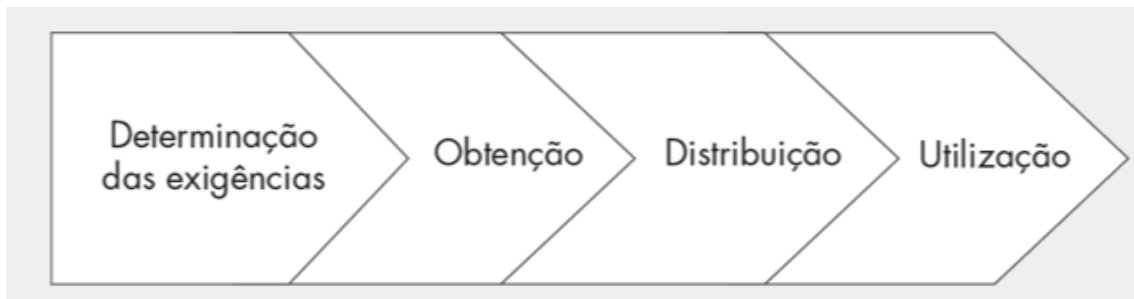 Determinação
das exigências
Obtenção
Distribuição
Utilização